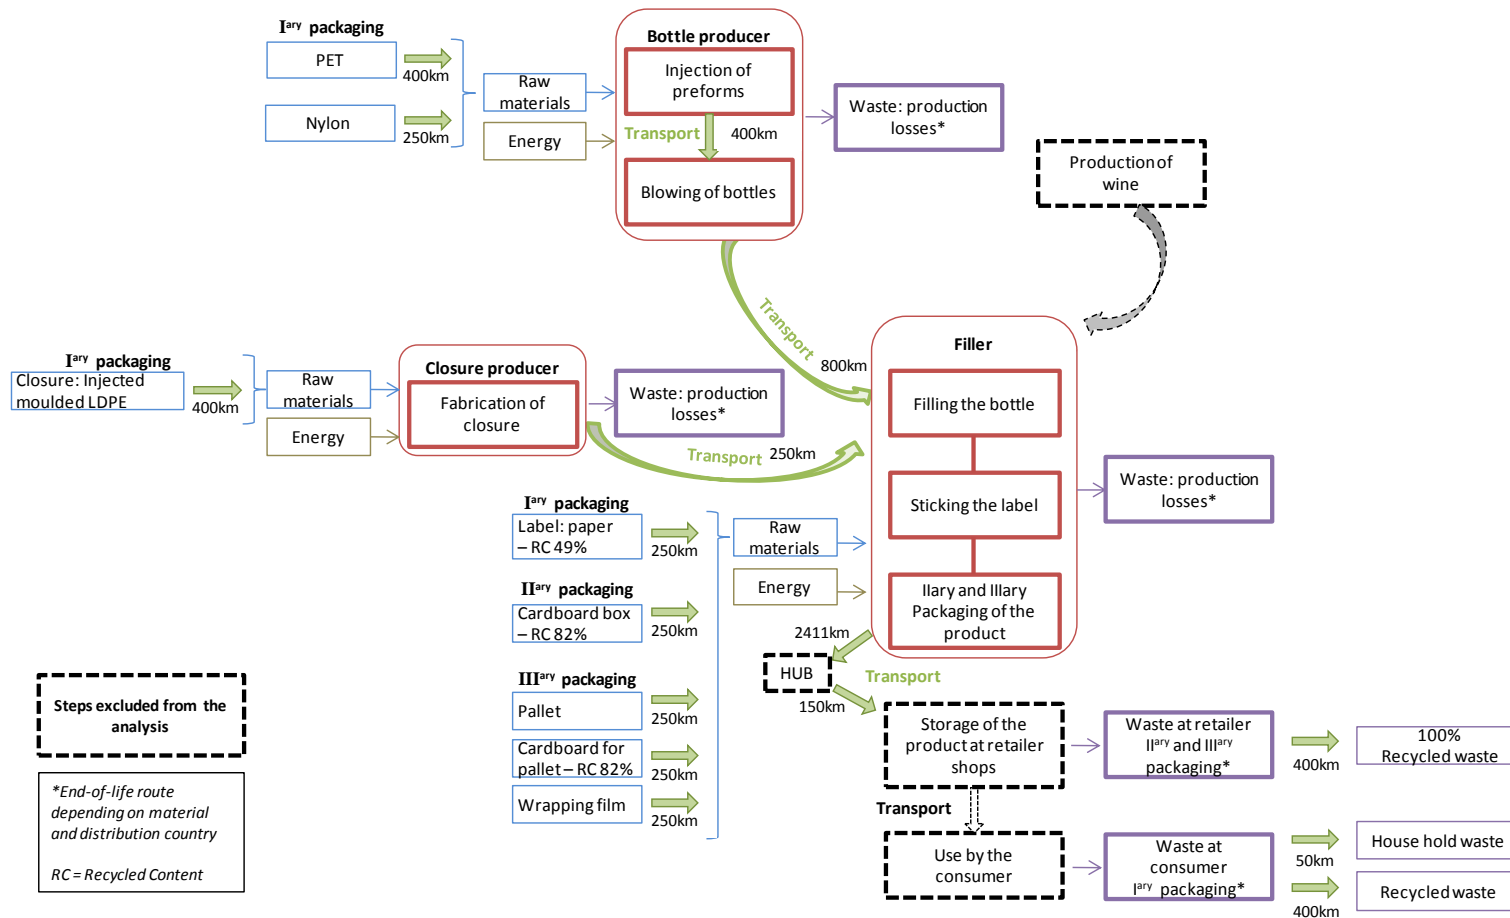 Iary packaging
PET
400km
Nylon
250km
Raw
materials
Energy
Bottle producer
Injection of
preforms
Transport
400km
Blowing of bottles
Waste: production
losses*
Production of
wine
Transport
800km
Iary packaging
Closure: Injected
moulded LDPE
400km
Raw
materials
Energy
Closure producer
Fabrication of
closure
Waste: production
losses*
Transport
250km
Filler
Filling the bottle
Sticking the label
IIary and IIIary
Packaging of the
product
Waste: production
losses*
Iary packaging
Label: paper
– RC 49%
250km
IIary packaging
Cardboard box
– RC 82%
250km
IIIary packaging
Pallet
250km
Cardboard for
pallet – RC 82%
250km
Wrapping film
250km
Raw
materials
Energy
2411km
HUB
Transport
150km
Storage of the
product at retailer
shops
Waste at retailer
IIary and IIIary
packaging*
400km
100%
Recycled waste
Transport
Use by the
consumer
Waste at
consumer
Iary packaging*
50km
House hold waste
400km
Recycled waste
Steps excluded from the
analysis
*End-of-life route
depending on material
and distribution country
RC = Recycled Content